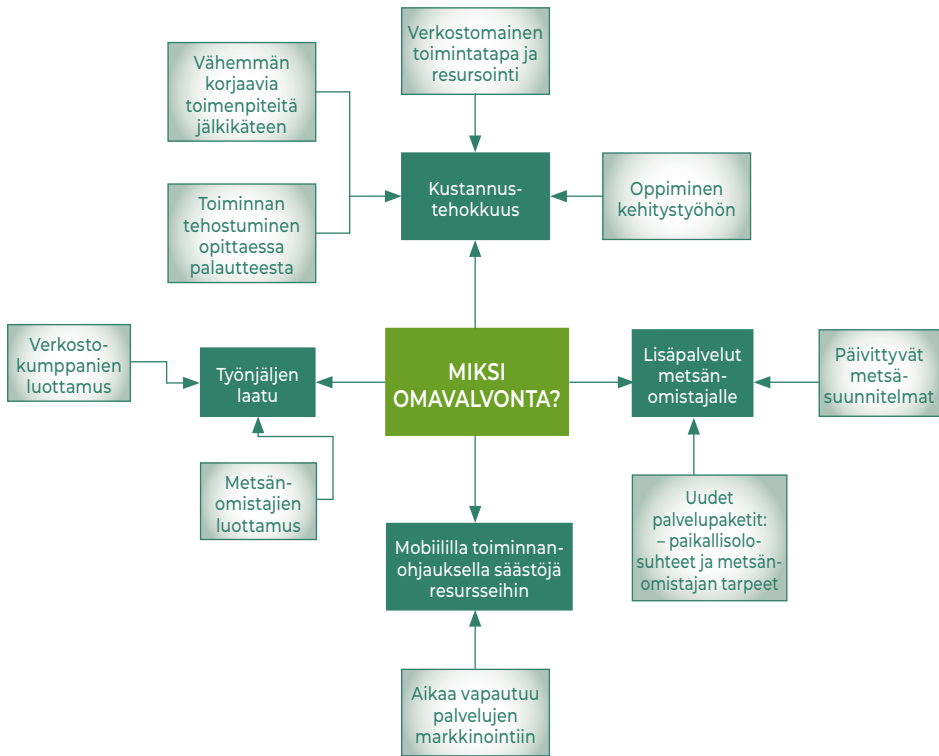 Verkostomainen
toimintatapa ja
resursointi
Vähemmän
korjaavia
toimenpiteitä
jälkikäteen
Toiminnan
tehostuminen
opittaessa
palautteesta
Kustannus-
tehokkuus
Oppiminen
kehitystyöhön
Verkosto-
kumppanien
luottamus
Työnjäljen
laatu
MIKSI
OMAVALVONTA?
Lisäpalvelut
metsän-
omistajalle
Päivittyvät
metsä-
suunnitelmat
Metsän-
omistajien
luottamus
Mobiililla toiminnan-
ohjauksella säästöjä
resursseihin
Uudet
palvelupaketit:
– paikallisolo-
suhteet ja metsän-
omistajan tarpeet
Aikaa vapautuu
palvelujen
markkinointiin